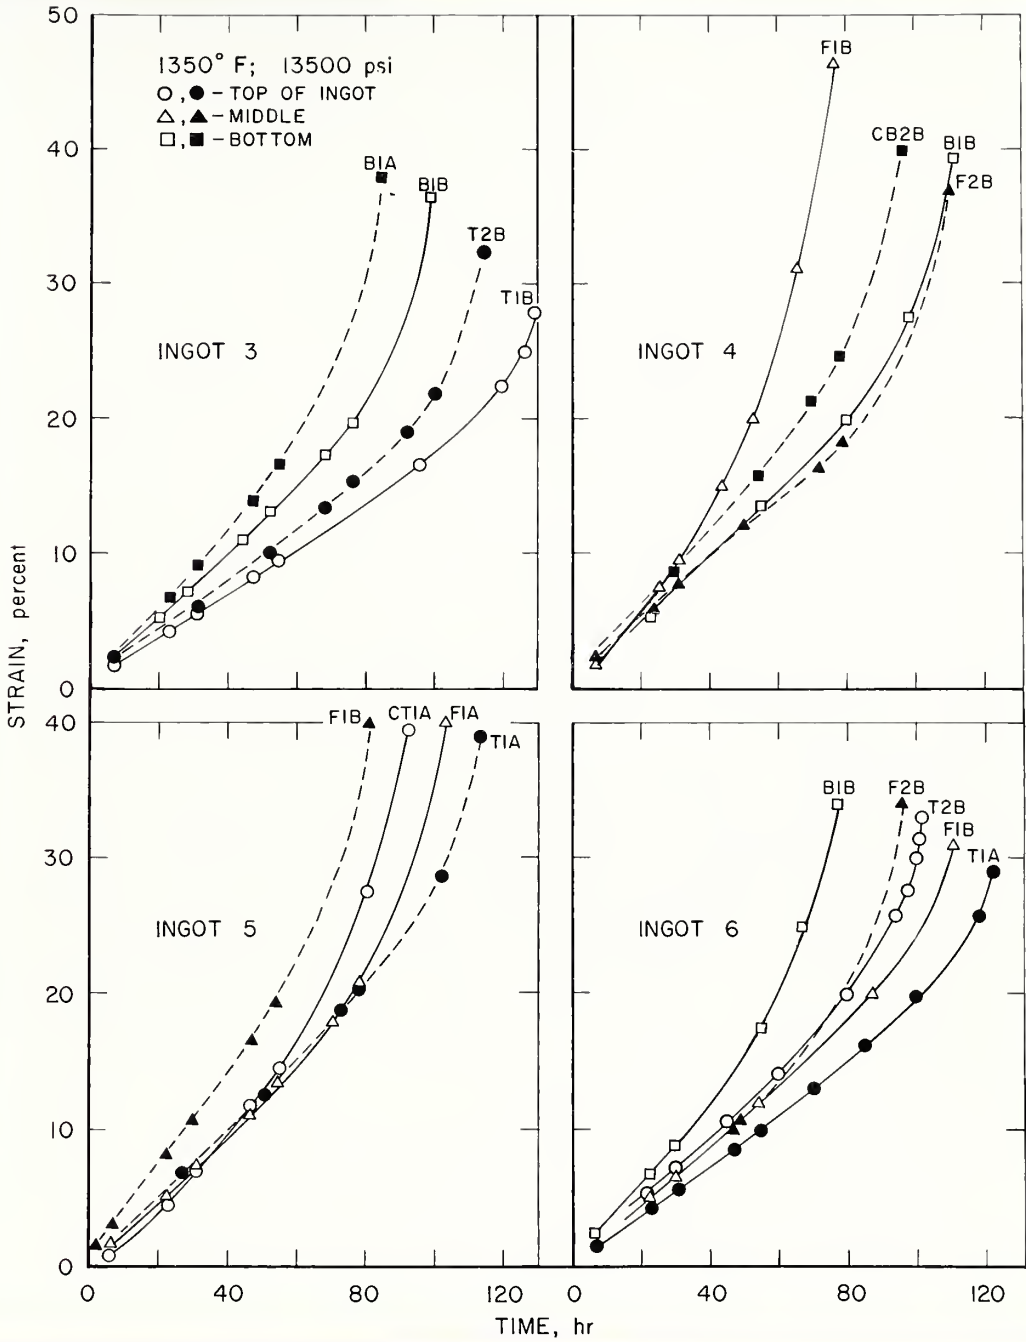 50
40
30
20
10
0
STRAIN, percent
1350° F; 13500 psi
○,● – TOP OF INGOT
△,▲ – MIDDLE
□,■ – BOTTOM
B1A
B1B
T2B
T1B
INGOT 3
F1B
CB2B
B1B
F2B
INGOT 4
40
30
20
10
0
F1B
CT1A
F1A
T1A
INGOT 5
B1B
F2B
T2B
F1B
T1A
INGOT 6
0 40 80 120
40 80 120
TIME, hr